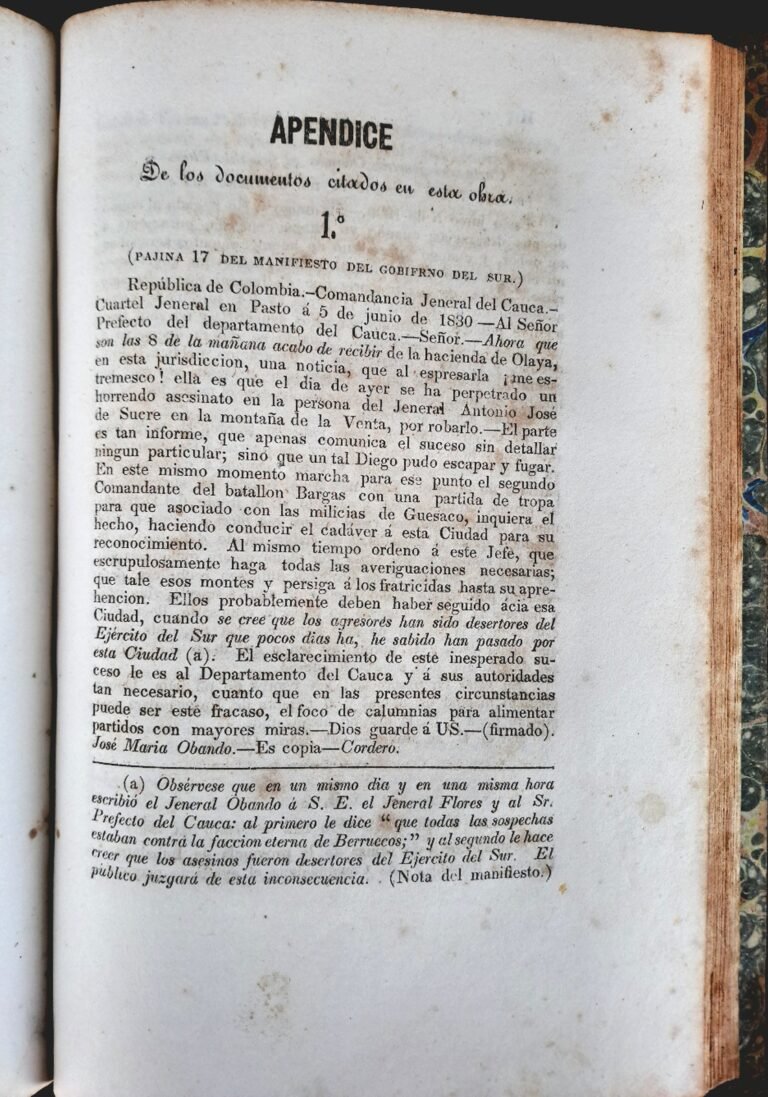 APENDICE
De los documentos citados en esta obra.
1.º
(PAJINA 17 DEL MANIFIESTO DEL GOBIFRNO DEL SUR.)
República de Colombia.—Comandancia Jeneral del Cauca.—
Cuartel Jeneral en Pasto á 5 de junio de 1830—Al Señor
Prefecto del departamento del Cauca.—Señor.—Ahora que
son las 8 de la mañana acabo de recibir de la hacienda de Olaya,
en esta jurisdiccion, una noticia, que al espresarla ¡me es-
tremesco! ella es que el dia de ayer se ha perpetrado un
horrendo asesinato en la persona del Jeneral Antonio José
de Sucre en la montaña de la Venta, por robarlo.—El parte
es tan informe, que apenas comunica el suceso sin detallar
ningun particular; sino que un tal Diego pudo escapar y fugar.
En este mismo momento marcha para ese punto el segundo
Comandante del batallon Bargas con una partida de tropa
para que asociado con las milicias de Guesaco, inquiera el
hecho, haciendo conducir el cadáver á esta Ciudad para su
reconocimiento. Al mismo tiempo ordeno á este Jefe, que
escrupulosamente haga todas las averiguaciones necesarias;
que tale esos montes y persiga á los fratricidas hasta su apre-
hencion. Ellos probablemente deben haber seguido ácia esa
Ciudad, cuando se cree que los agresores han sido desertores del
Ejército del Sur que pocos dias ha, he sabido han pasado por
esta Ciudad (a). El esclarecimiento de este inesperado su-
ceso le es al Departamento del Cauca y á sus autoridades
tan necesario, cuanto que en las presentes circunstancias
puede ser este fracaso, el foco de calumnias para alimentar
partidos con mayores miras.—Dios guarde á US.—(firmado).
José Maria Obando.—Es copia—Cordero.
(a) Obsérvese que en un mismo dia y en una misma hora
escribió el Jeneral Obando á S. E. el Jeneral Flores y al Sr.
Prefecto del Cauca: al primero le dice "que todas las sospechas
estaban contra la faccion eterna de Berruecos;" y al segundo le hace
creer que los asesinos fueron desertores del Ejercito del Sur. El
público juzgará de esta inconsecuencia. (Nota del manifiesto.)